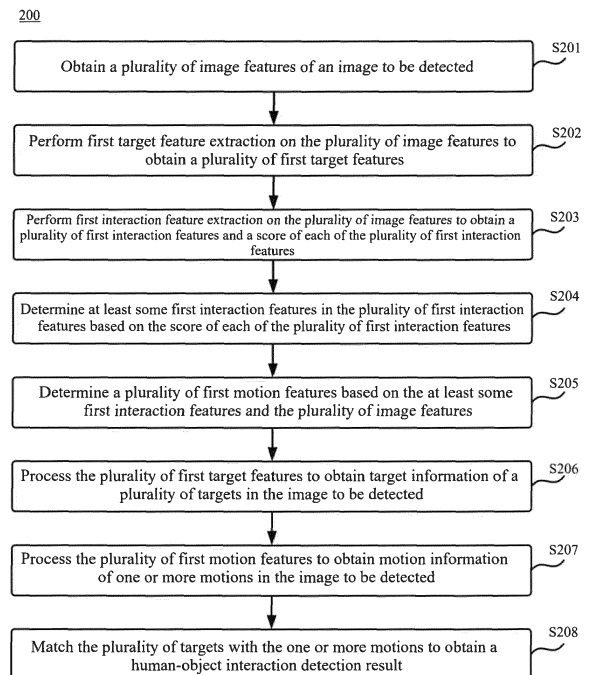 200
S201
Obtain a plurality of image features of an image to be detected
S202
Perform first target feature extraction on the plurality of image features to
obtain a plurality of first target features
S203
Perform first interaction feature extraction on the plurality of image features to obtain a
plurality of first interaction features and a score of each of the plurality of first interaction
features
S204
Determine at least some first interaction features in the plurality of first interaction
features based on the score of each of the plurality of first interaction features
S205
Determine a plurality of first motion features based on the at least some
first interaction features and the plurality of image features
S206
Process the plurality of first target features to obtain target information of a
plurality of targets in the image to be detected
S207
Process the plurality of first motion features to obtain motion information
of one or more motions in the image to be detected
S208
Match the plurality of targets with the one or more motions to obtain a
human-object interaction detection result